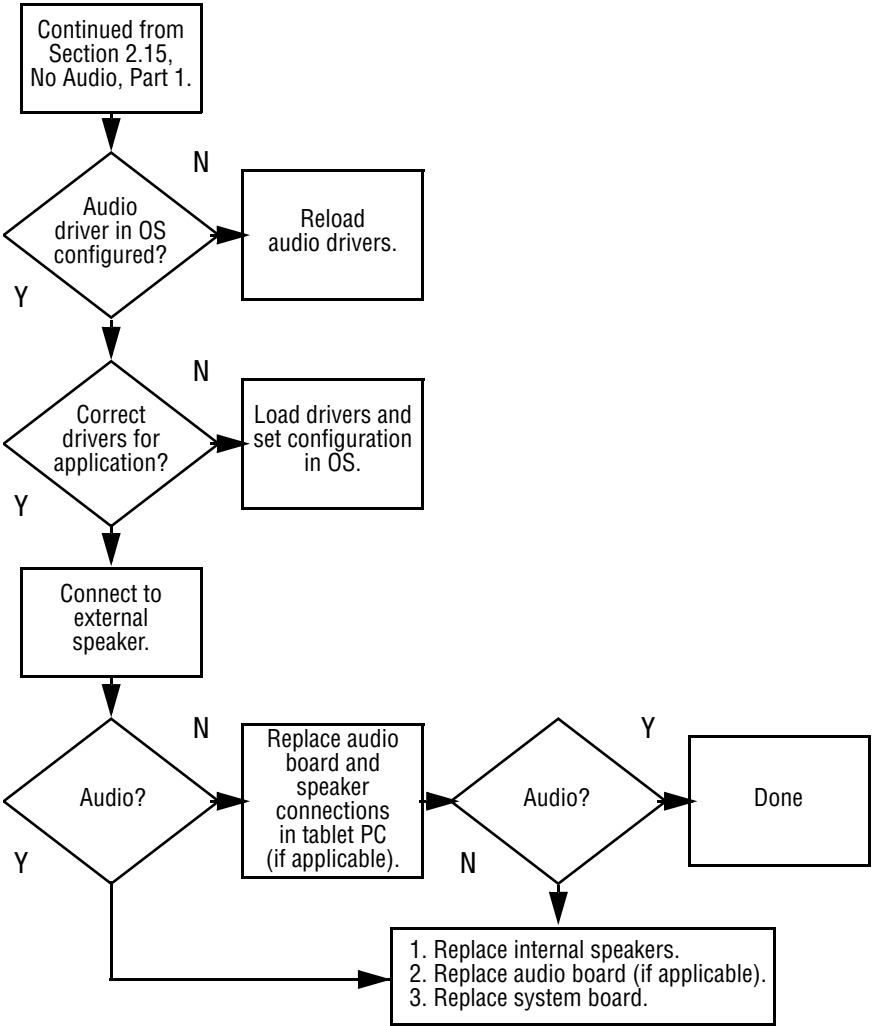 Continued from
Section 2.15,
No Audio, Part 1.
N
Audio
driver in OS
configured?
Reload
audio drivers.
Y
N
Correct
drivers for
application?
Load drivers and
set configuration
in OS.
Y
Connect to
external
speaker.
N
Audio?
Replace audio
board and
speaker
connections
in tablet PC
(if applicable).
Y
Audio?
Done
Y
N
1. Replace internal speakers.
2. Replace audio board (if applicable).
3. Replace system board.